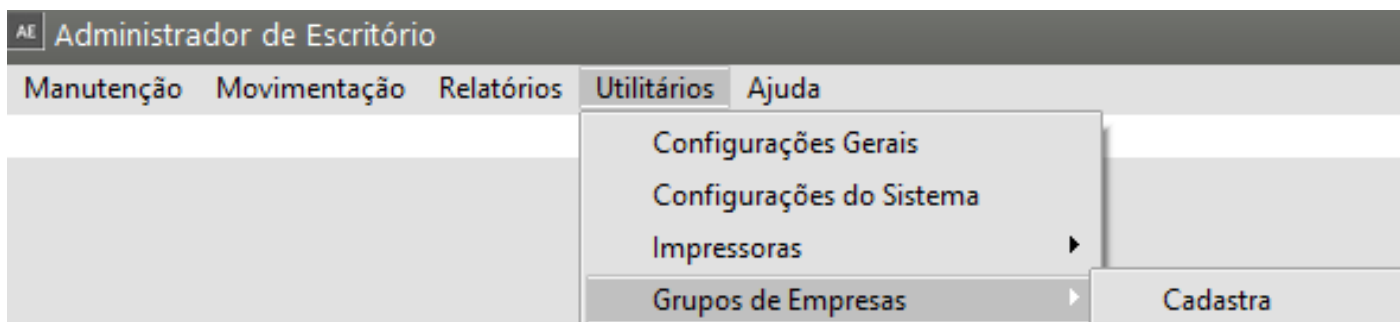 AE Administrador de Escritório
Manutenção Movimentação Relatórios Utilitários Ajuda
Configurações Gerais
Configurações do Sistema
Impressoras
Grupos de Empresas Cadastra